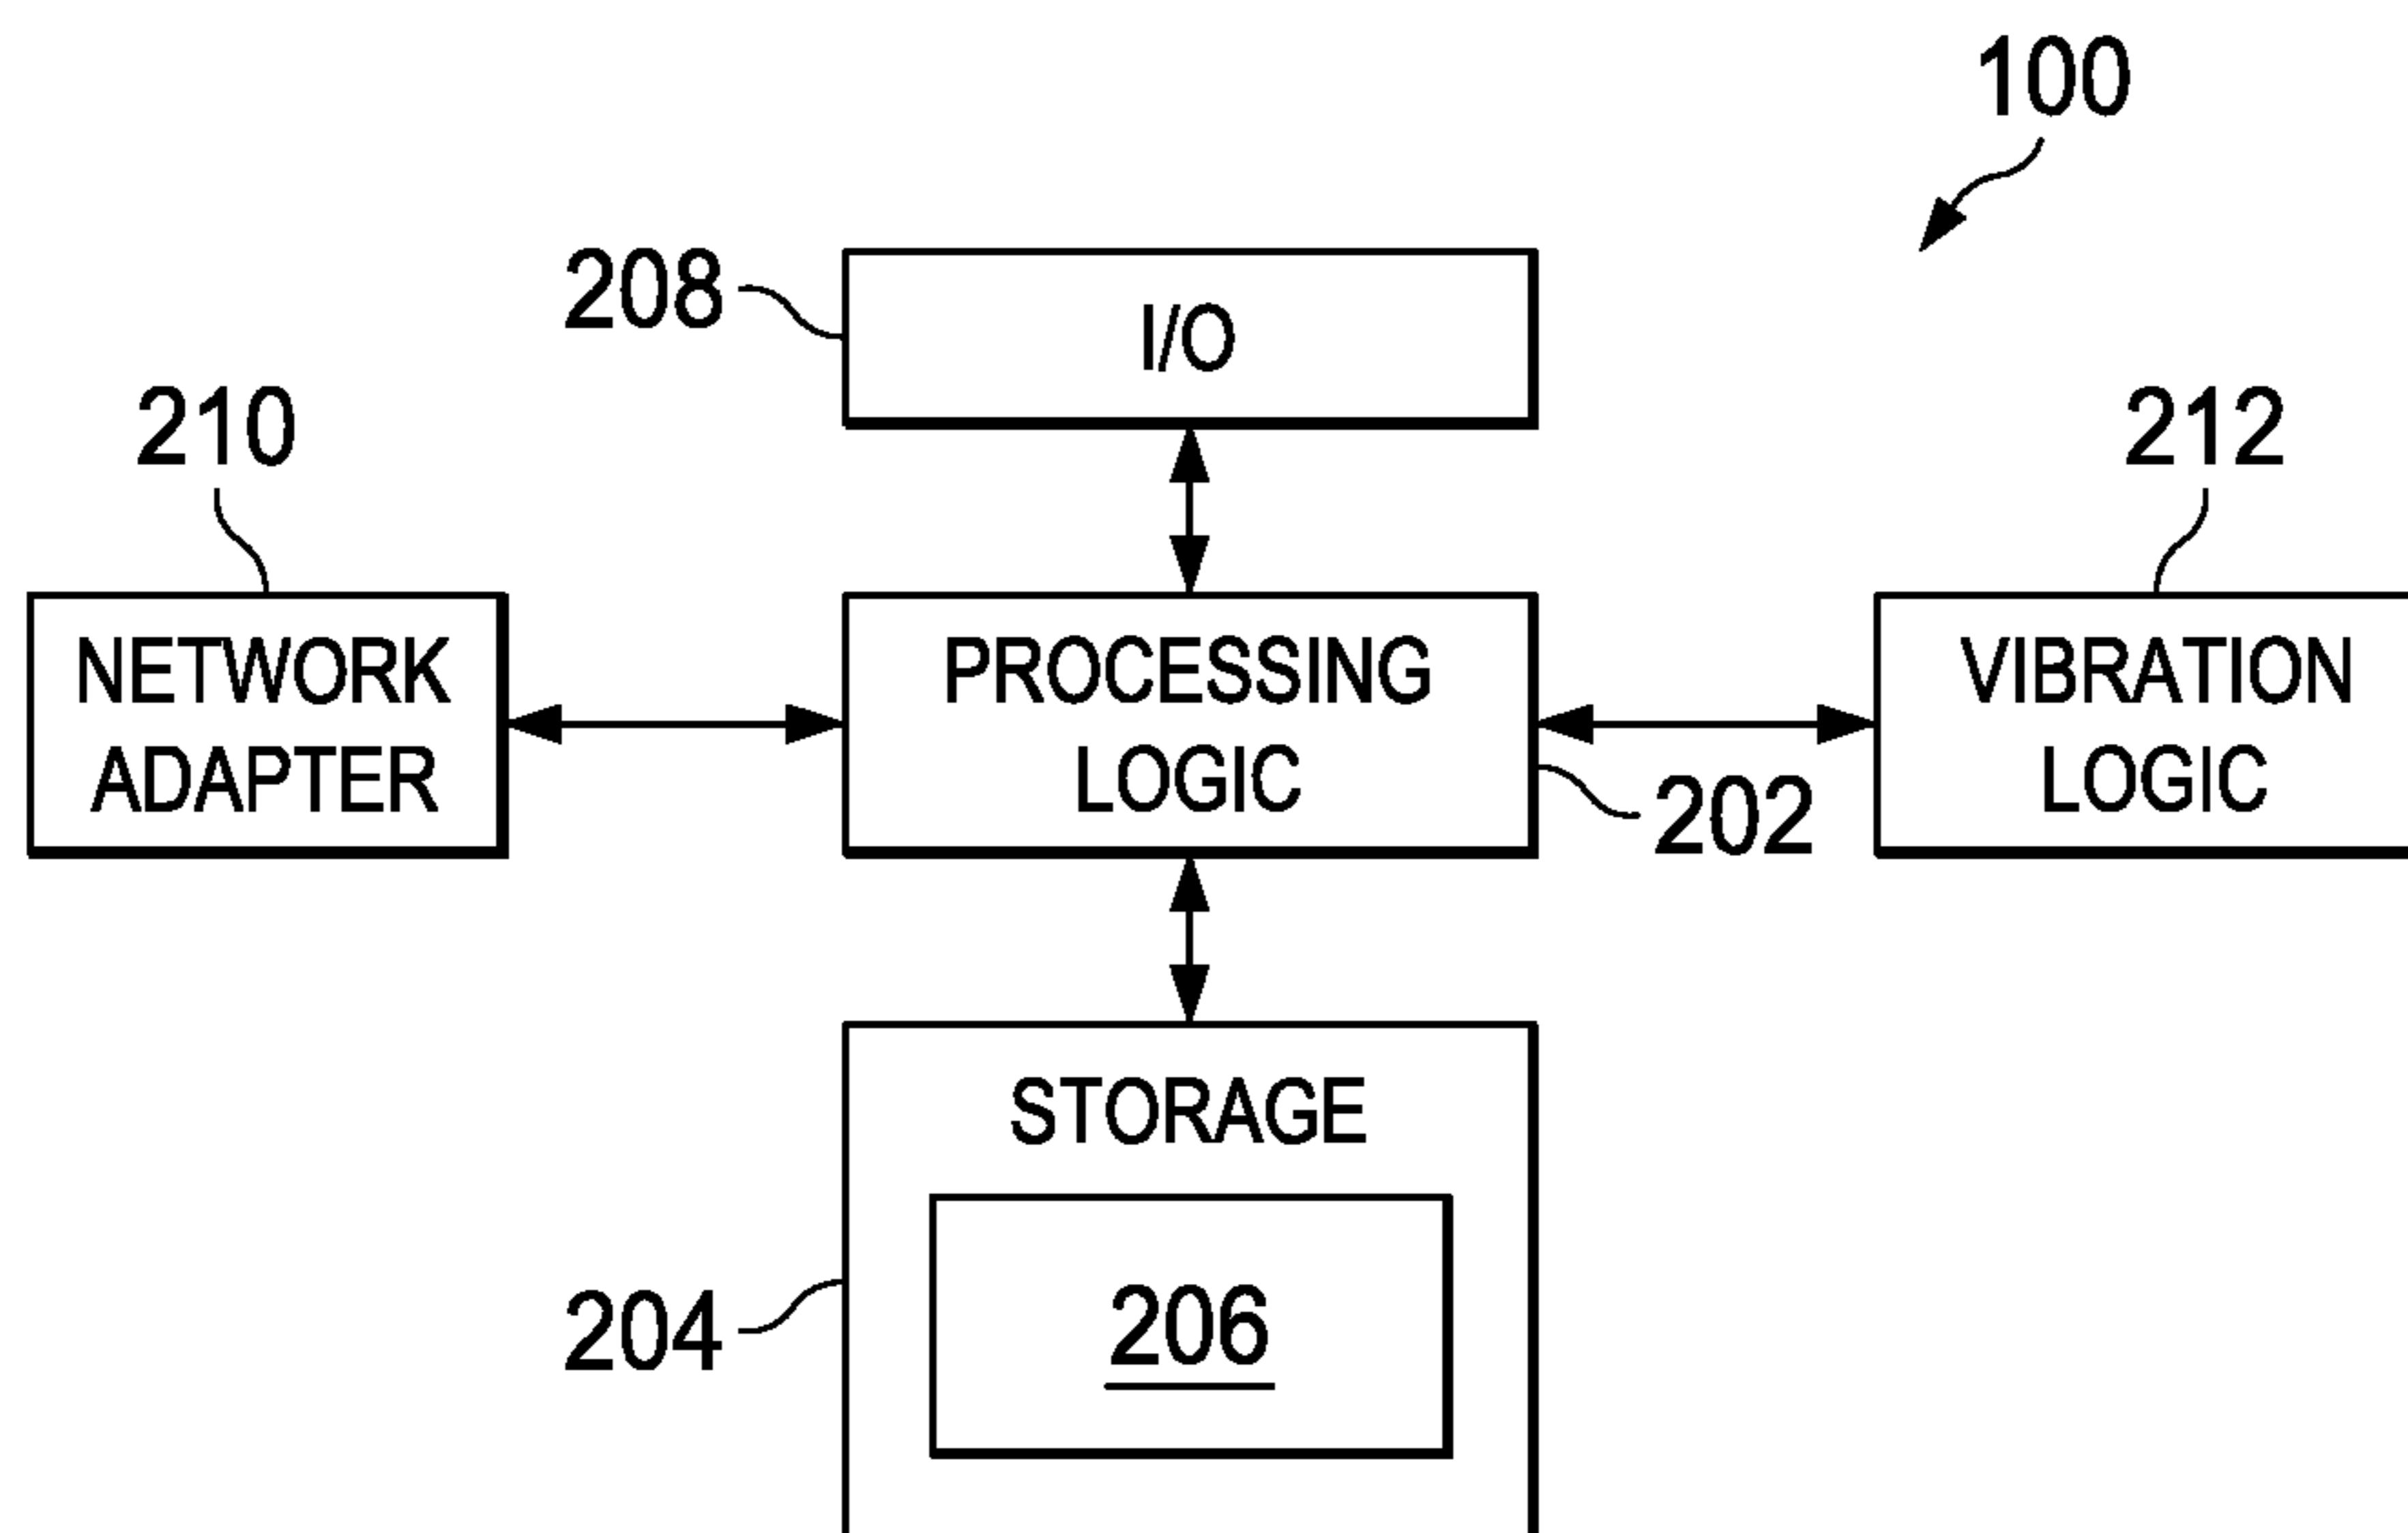 100
208
I/O
210
212
NETWORK
ADAPTER
PROCESSING
LOGIC
VIBRATION
LOGIC
202
STORAGE
204
206